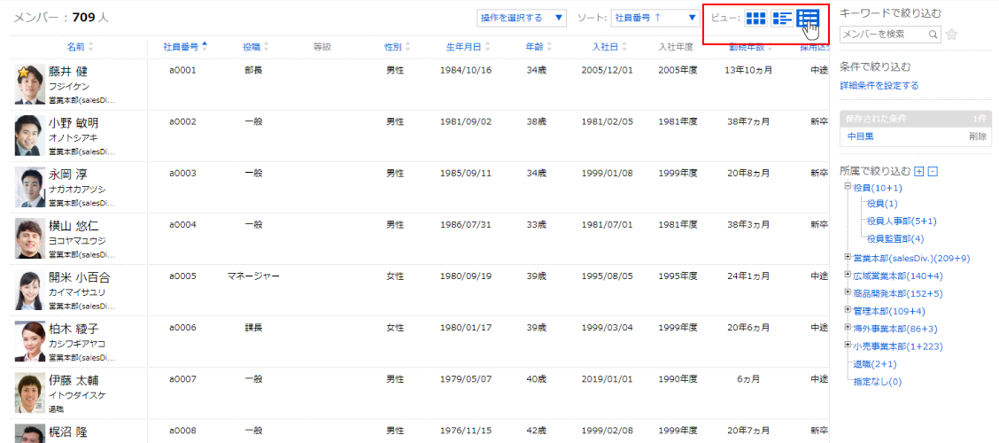 メンバー : 709 人
操作を選択する ▼
ソート: 社員番号 ↑ ▼
ビュー:
名前 社員番号 役職 等級 性別 生年月日 年齢 入社日 入社年度 勤続年数 採用区
藤井 健 a0001 部長 男性 1984/10/16 34歳 2005/12/01 2005年度 13年10ヵ月 中途
フジイケン
営業本部(salesDi...
小野 敏明 a0002 一般 男性 1981/09/02 38歳 1981/02/05 1981年度 38年7ヵ月 新卒
オノトシアキ
営業本部(salesDi...
永岡 淳 a0003 一般 男性 1985/09/11 34歳 1999/01/08 1999年度 20年8ヵ月 新卒
ナガオカアツシ
営業本部(salesDi...
横山 悠仁 a0004 一般 男性 1986/07/31 33歳 1981/07/01 1981年度 38年3ヵ月 新卒
ヨコヤマユウジ
営業本部(salesDi...
開米 小百合 a0005 マネージャー 女性 1980/09/19 39歳 1995/08/05 1995年度 24年1ヵ月 中途
カイマイサユリ
営業本部(salesDi...
柏木 綾子 a0006 課長 女性 1980/01/17 39歳 1999/03/04 1999年度 20年6ヵ月 中途
カシワギアヤコ
営業本部(salesDi...
伊藤 太輔 a0007 一般 男性 1979/05/07 40歳 2019/01/01 1990年度 6ヵ月 中途
イトウダイスケ
退職
梶沼 隆 a0008 一般 男性 1976/11/15 42歳 1999/02/08 1999年度 20年7ヵ月 新卒
キーワードで絞り込む
メンバーを検索
条件で絞り込む
詳細条件を設定する
保存された条件 1件
中目黒 削除
所属で絞り込む + -
役員(10+1)
役員(1)
役員人事部(5+1)
役員監査部(4)
営業本部(salesDiv.)(209+9)
広域営業本部(140+4)
商品開発本部(152+5)
管理本部(109+4)
海外事業本部(86+3)
小売事業本部(1+223)
退職(2+1)
指定なし(0)